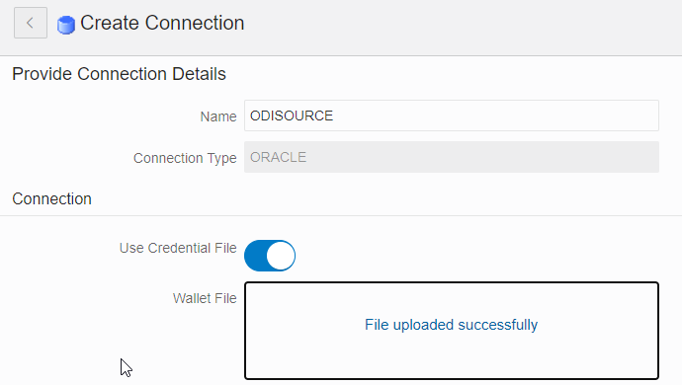 Create Connection
Provide Connection Details
Name ODISOURCE
Connection Type ORACLE
Connection
Use Credential File
Wallet File
File uploaded successfully